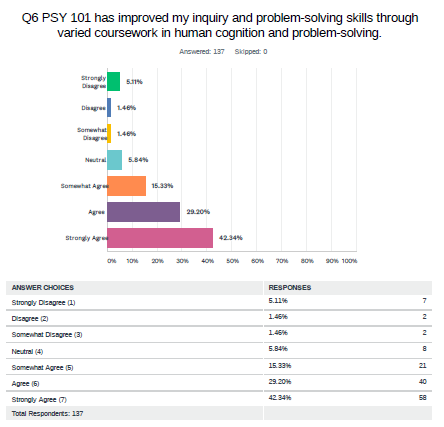 Q6 PSY 101 has improved my inquiry and problem-solving skills through
varied coursework in human cognition and problem-solving.
Answered: 137 Skipped: 0
Strongly
Disagree
5.11%
Disagree
1.46%
Somewhat
Disagree
1.46%
Neutral
5.84%
Somewhat Agree
15.33%
Agree
29.20%
Strongly Agree
42.34%
0% 10% 20% 30% 40% 50% 60% 70% 80% 90% 100%
ANSWER CHOICES RESPONSES
Strongly Disagree (1) 5.11% 7
Disagree (2) 1.46% 2
Somewhat Disagree (3) 1.46% 2
Neutral (4) 5.84% 8
Somewhat Agree (5) 15.33% 21
Agree (6) 29.20% 40
Strongly Agree (7) 42.34% 58
Total Respondents: 137